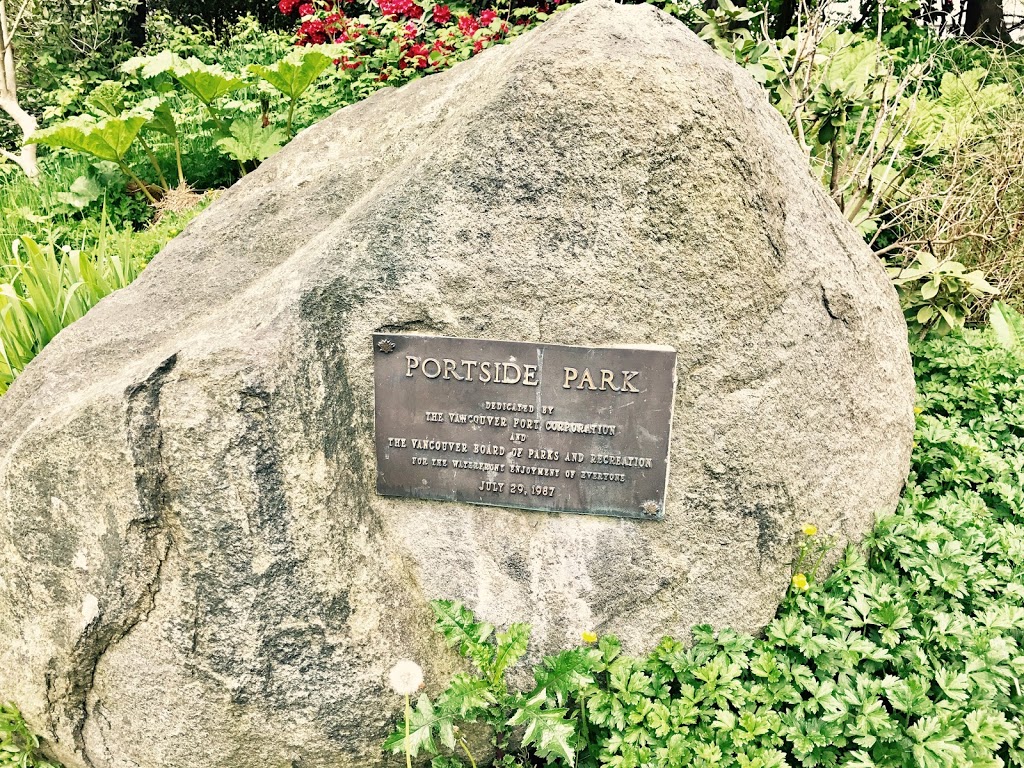 PORTSIDE PARK
DEDICATED BY
THE VANCOUVER PORT CORPORATION
AND
THE VANCOUVER BOARD OF PARKS AND RECREATION
FOR THE WATERFRONT ENJOYMENT OF EVERYONE
JULY 29, 1987